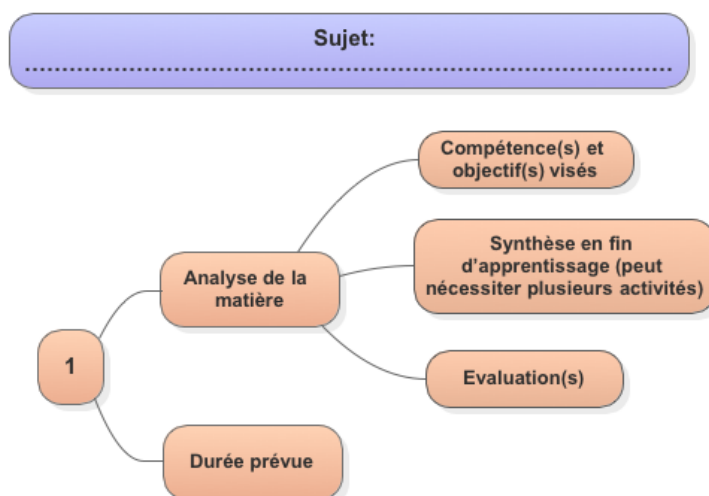 Sujet:
................................................................................
Compétence(s) et
objectif(s) visés
Synthèse en fin
d'apprentissage (peut
nécessiter plusieurs activités)
Analyse de la
matière
Evaluation(s)
1
Durée prévue